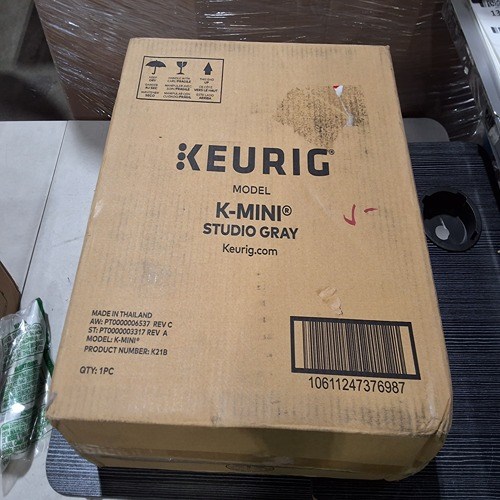 KEURIG
MODEL
K-MINI®
STUDIO GRAY
Keurig.com
MADE IN THAILAND
AW: PT0000006537 REV C
ST: PT0000003317 REV A
MODEL: K-MINI®
PRODUCT NUMBER: K21B
QTY: 1PC
10611247376987